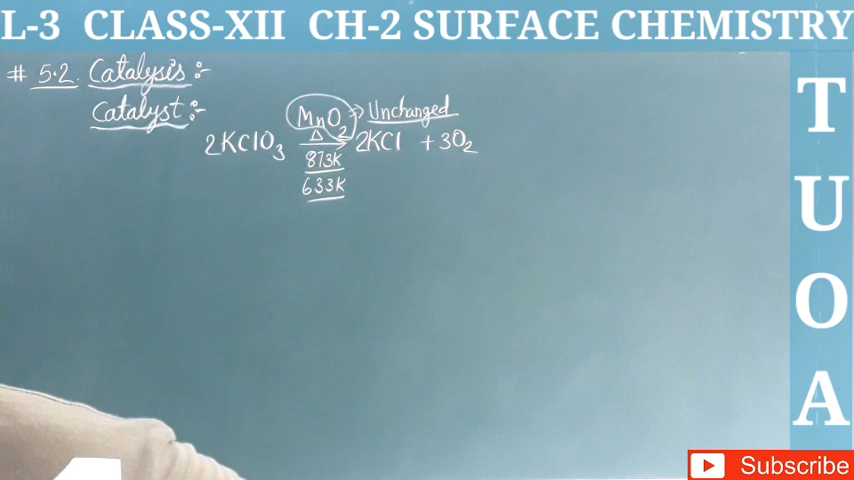 L-3 CLASS-XII CH-2 SURFACE CHEMISTRY
# 5.2. Catalysis :-
Catalyst :-
MnO2 => Unchanged
2KClO3 Δ→ 2KCl + 3O2
873K
633K
T
U
O
A
Subscribe